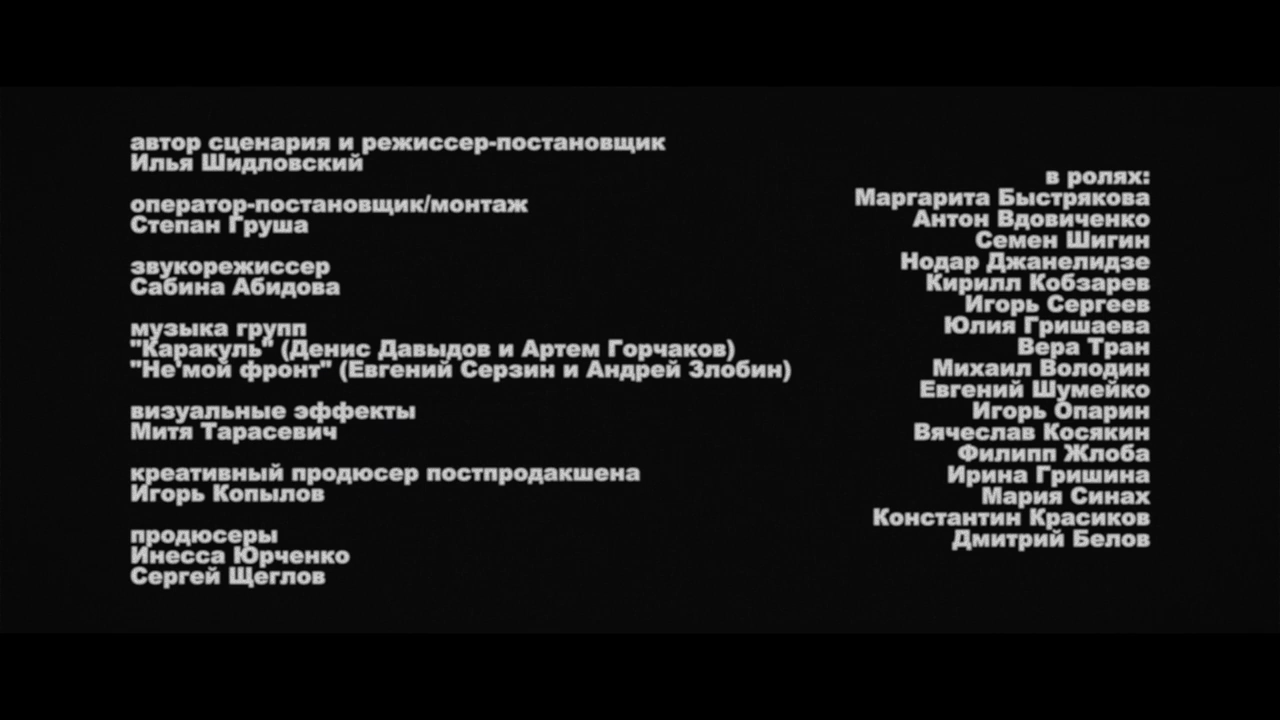 автор сценария и режиссер-постановщик
Илья Шидловский
оператор-постановщик/монтаж
Степан Груша
звукорежиссер
Сабина Абидова
музыка групп
"Каракуль" (Денис Давыдов и Артем Горчаков)
"Не'мой фронт" (Евгений Серзин и Андрей Злобин)
визуальные эффекты
Митя Тарасевич
креативный продюсер постпродакшена
Игорь Копылов
продюсеры
Инесса Юрченко
Сергей Щеглов
в ролях:
Маргарита Быстрякова
Антон Вдовиченко
Семен Шигин
Нодар Джанелидзе
Кирилл Кобзарев
Игорь Сергеев
Юлия Гришаева
Вера Тран
Михаил Володин
Евгений Шумейко
Игорь Опарин
Вячеслав Косякин
Филипп Жлоба
Ирина Гришина
Мария Синах
Константин Красиков
Дмитрий Белов